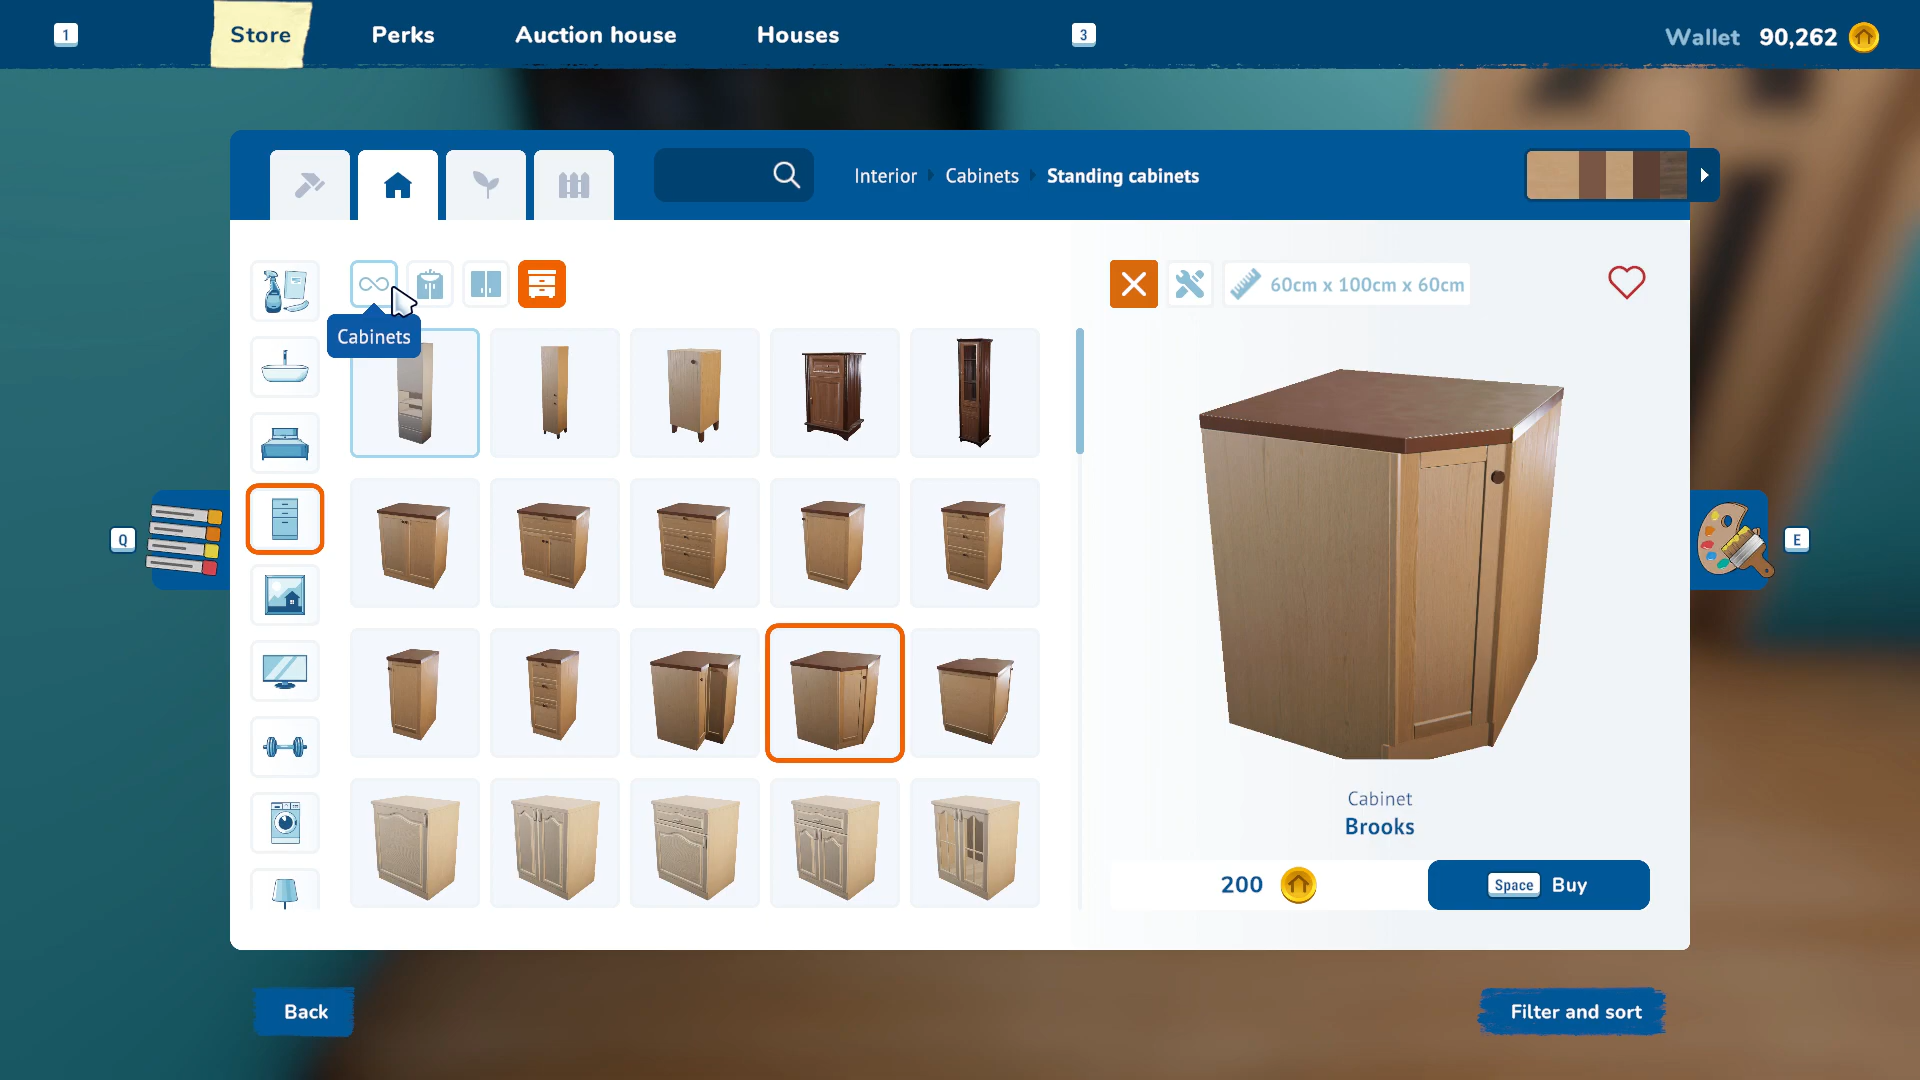 1
Store
Perks
Auction house
Houses
3
Wallet 90,262
Interior
Cabinets
Standing cabinets
60cm x 100cm x 60cm
Cabinets
Q
E
Cabinet
Brooks
200
Space Buy
Back
Filter and sort